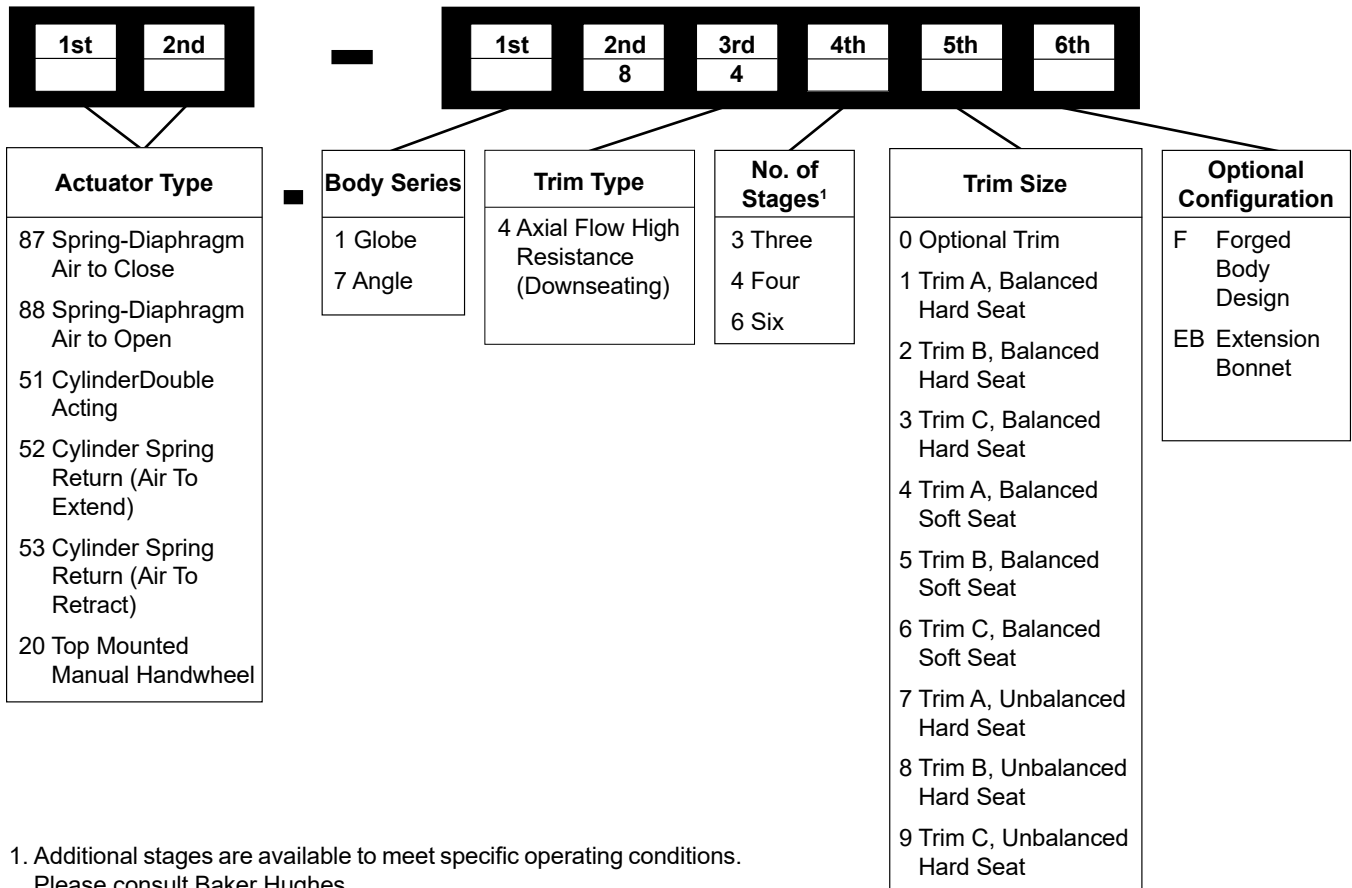 1st 2nd - 1st 2nd 3rd 4th 5th 6th
8 4
Actuator Type
87 Spring-Diaphragm
Air to Close
88 Spring-Diaphragm
Air to Open
51 CylinderDouble
Acting
52 Cylinder Spring
Return (Air To
Extend)
53 Cylinder Spring
Return (Air To
Retract)
20 Top Mounted
Manual Handwheel
-
Body Series
1 Globe
7 Angle
Trim Type
4 Axial Flow High
Resistance
(Downseating)
No. of
Stages¹
3 Three
4 Four
6 Six
Trim Size
0 Optional Trim
1 Trim A, Balanced
Hard Seat
2 Trim B, Balanced
Hard Seat
3 Trim C, Balanced
Hard Seat
4 Trim A, Balanced
Soft Seat
5 Trim B, Balanced
Soft Seat
6 Trim C, Balanced
Soft Seat
7 Trim A, Unbalanced
Hard Seat
8 Trim B, Unbalanced
Hard Seat
9 Trim C, Unbalanced
Hard Seat
Optional
Configuration
F Forged
Body
Design
EB Extension
Bonnet
1. Additional stages are available to meet specific operating conditions.
Please consult Baker Hughes